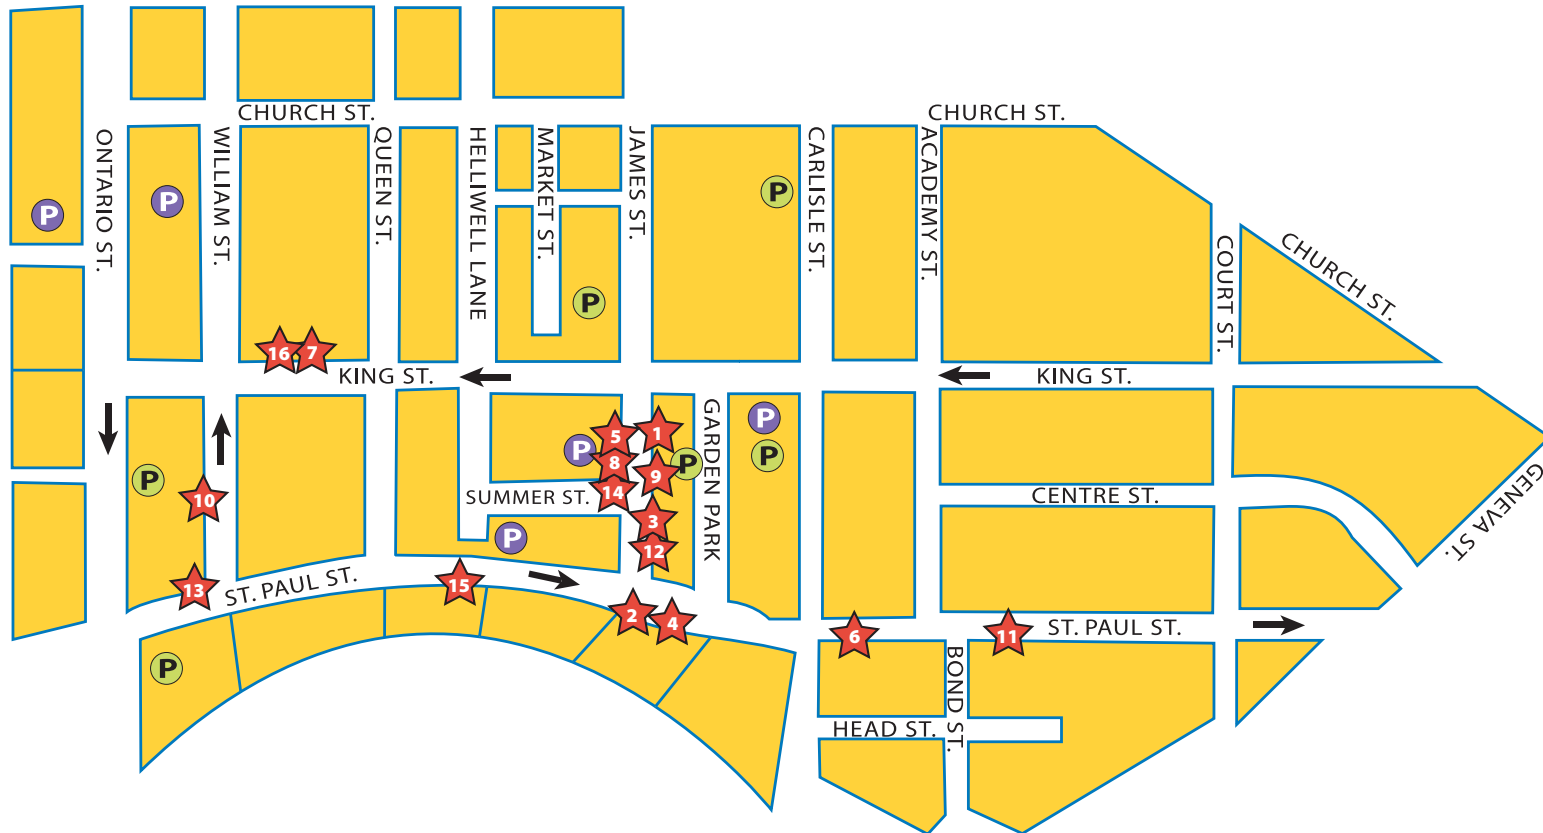 CHURCH ST.
CHURCH ST.
ONTARIO ST.
WILLIAM ST.
QUEEN ST.
HELLIWELL LANE
MARKET ST.
JAMES ST.
CARLISLE ST.
ACADEMY ST.
COURT ST.
CHURCH ST.
P
P
P
P
16
7
KING ST.
KING ST.
GARDEN PARK
P
P
5
1
P
8
P
9
P
10
14
SUMMER ST.
CENTRE ST.
GENEVA ST.
3
P
12
13
ST. PAUL ST.
15
2
4
6
11
ST. PAUL ST.
P
BOND ST.
HEAD ST.